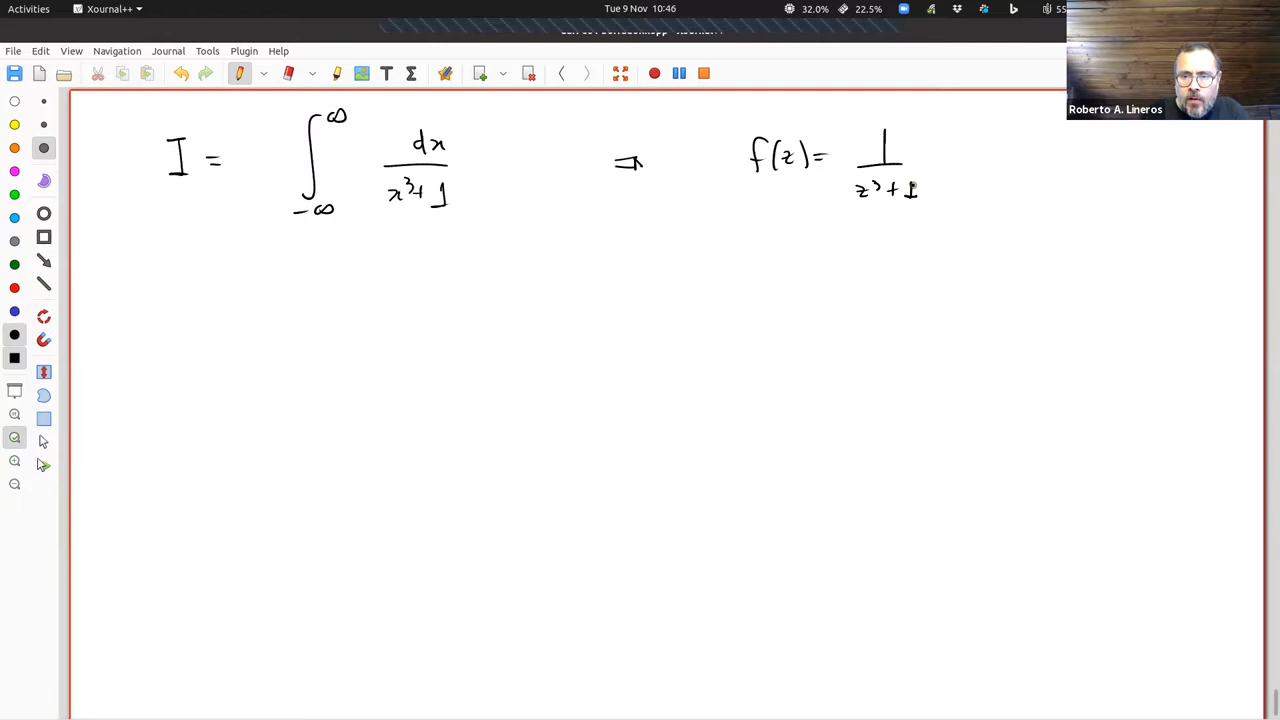 Activities Xournal++ Tue 9 Nov 10:46 32.0% 22.5%
File Edit View Navigation Journal Tools Plugin Help
Roberto A. Lineros
I = ∫_{-∞}^{∞} dx / (x³+1) ⇒ f(z) = 1 / (z³+1)